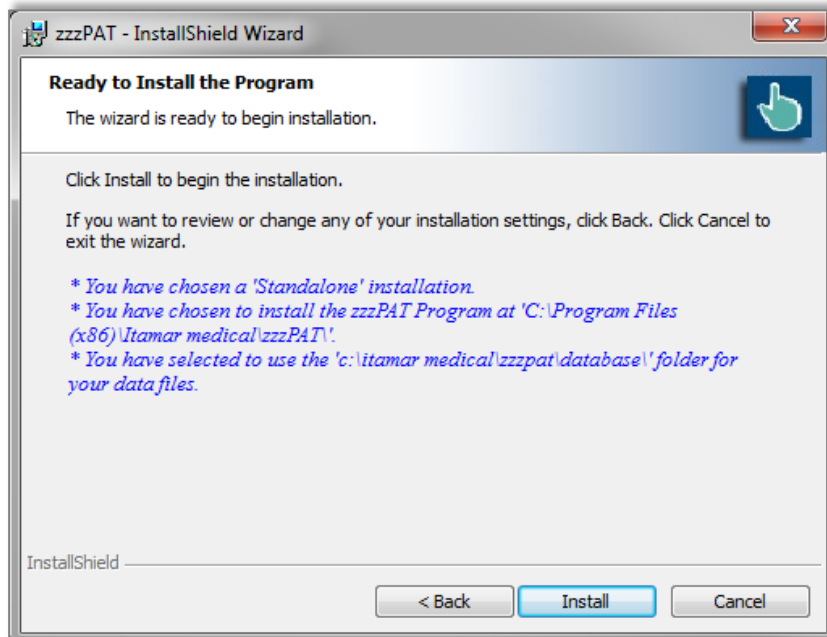 zzzPAT - InstallShield Wizard
Ready to Install the Program
The wizard is ready to begin installation.
Click Install to begin the installation.
If you want to review or change any of your installation settings, click Back. Click Cancel to
exit the wizard.
* You have chosen a 'Standalone' installation.
* You have chosen to install the zzzPAT Program at 'C:\Program Files
(x86)\Itamar medical\zzzPAT\'.
* You have selected to use the 'c:\itamar medical\zzzpat\database\' folder for
your data files.
InstallShield
< Back
Install
Cancel